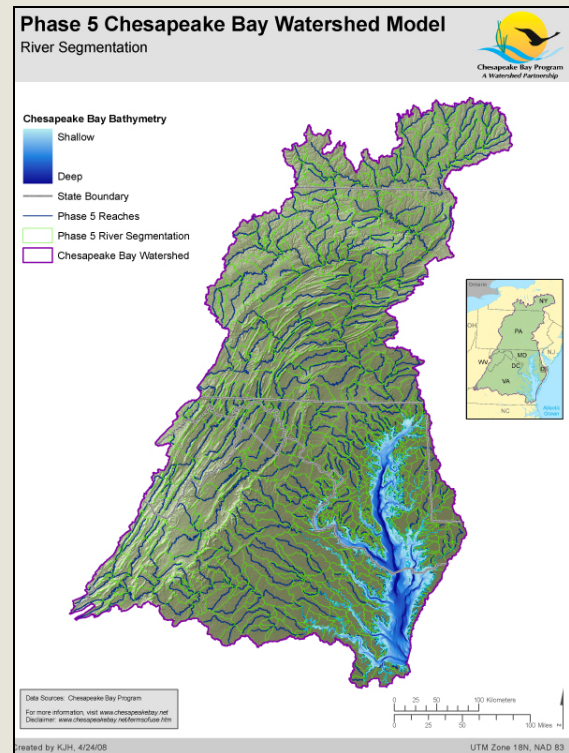 Phase 5 Chesapeake Bay Watershed Model
River Segmentation
Chesapeake Bay Program
A Watershed Partnership
Chesapeake Bay Bathymetry
Shallow
Deep
State Boundary
Phase 5 Reaches
Phase 5 River Segmentation
Chesapeake Bay Watershed
Ontario
NY
OH
PA
NJ
MD
WV
DC
VA
NC
Atlantic
Ocean
Data Sources: Chesapeake Bay Program
For more information, visit www.chesapeakebay.net
Disclaimer: www.chesapeakebay.net/termsofuse.htm
0 25 50 100 Kilometers
0 25 50 100 Miles
Created by KJH, 4/24/08
UTM Zone 18N, NAD 83